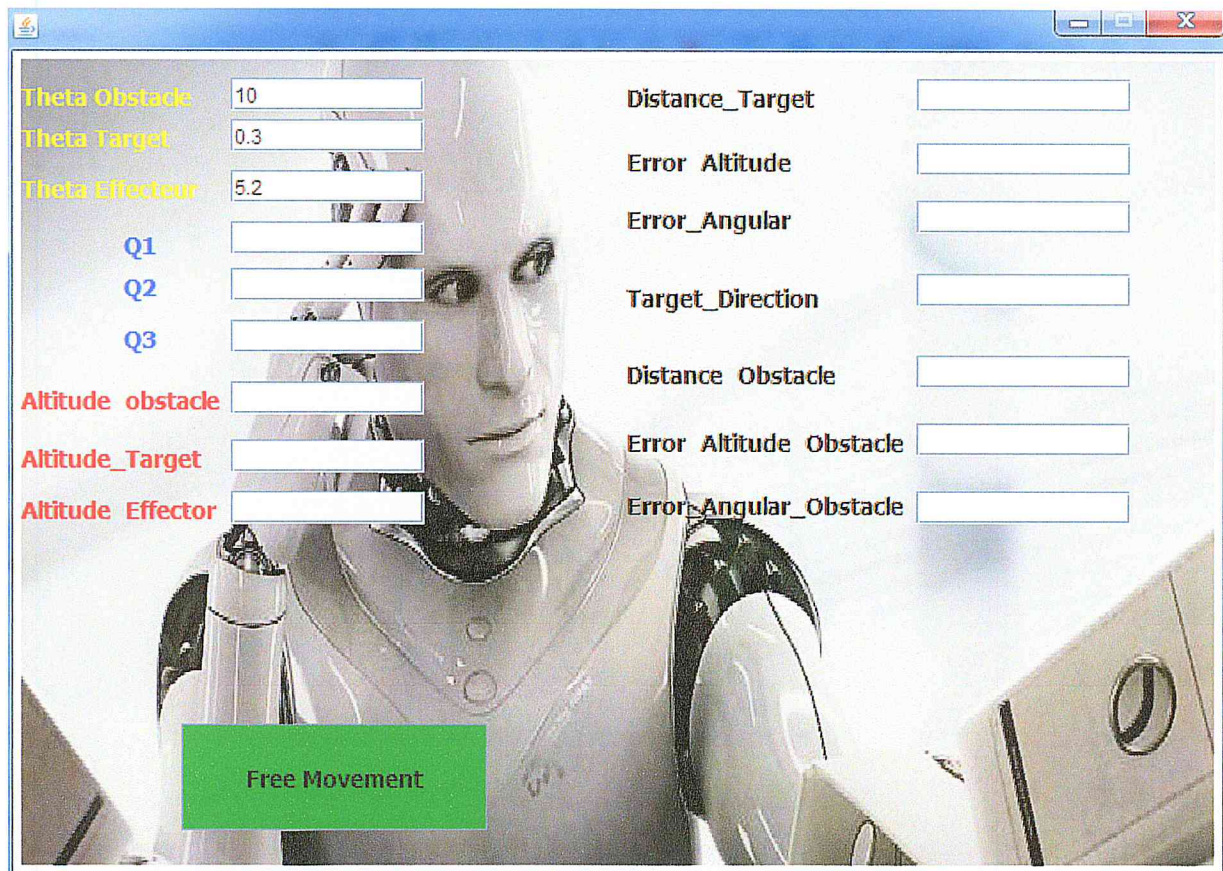 Theta Obstacle 10
Theta Target 0.3
Theta Effecteur 5.2
Q1
Q2
Q3
Altitude obstacle
Altitude_Target
Altitude Effector
Distance_Target
Error Altitude
Error_Angular
Target_Direction
Distance Obstacle
Error Altitude Obstacle
Error_Angular_Obstacle
Free Movement